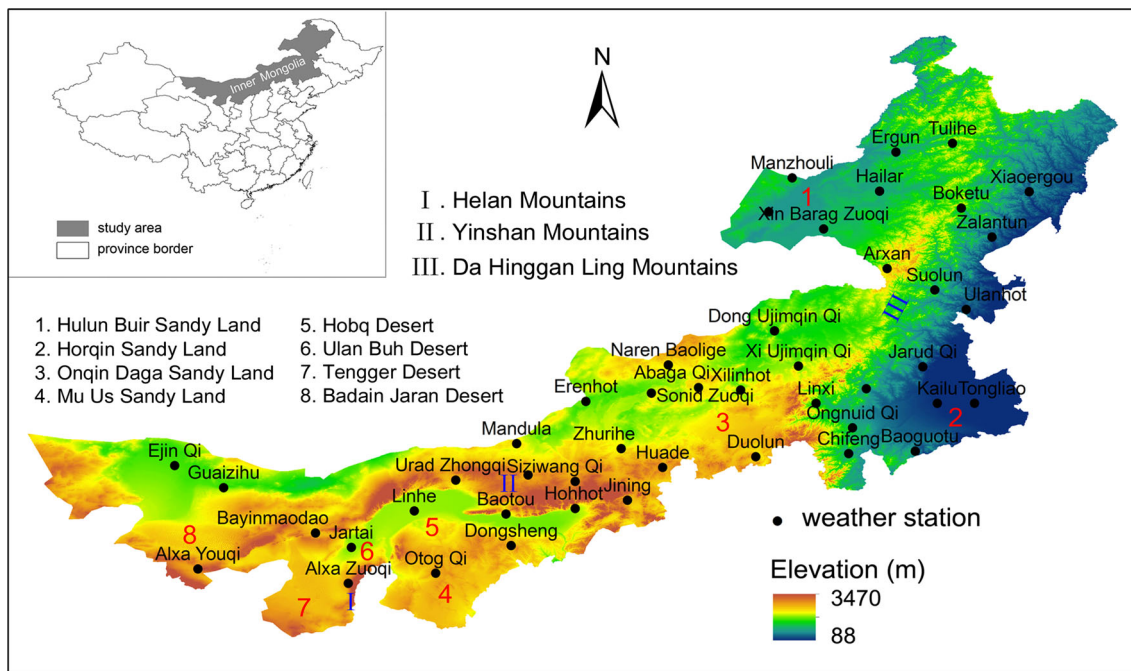 Inner Mongolia
study area
province border
N
I . Helan Mountains
II . Yinshan Mountains
III. Da Hinggan Ling Mountains
1. Hulun Buir Sandy Land
2. Horqin Sandy Land
3. Onqin Daga Sandy Land
4. Mu Us Sandy Land
5. Hobq Desert
6. Ulan Buh Desert
7. Tengger Desert
8. Badain Jaran Desert
Ergun
Tulihe
Manzhouli
Hailar
Xiaoergou
1
Boketu
Xin Barag Zuoqi
Zalantun
Arxan
Suolun
Ulanhot
III
Dong Ujimqin Qi
Naren Baolige
Xi Ujimqin Qi
Jarud Qi
Abaga Qi
Xilinhot
Erenhot
Sonid Zuoqi
Linxi
Kailu
Tongliao
Ongnuid Qi
2
3
Mandula
Zhurihe
Duolun
Chifeng
Baoguotu
Huade
Ejin Qi
Guaizihu
Urad Zhongqi
Siziwang Qi
II
Linhe
Baotou
Hohhot
Jining
Bayinmaodao
5
Jartai
Dongsheng
8
6
Alxa Youqi
Alxa Zuoqi
Otog Qi
4
7
I
weather station
Elevation (m)
3470
88